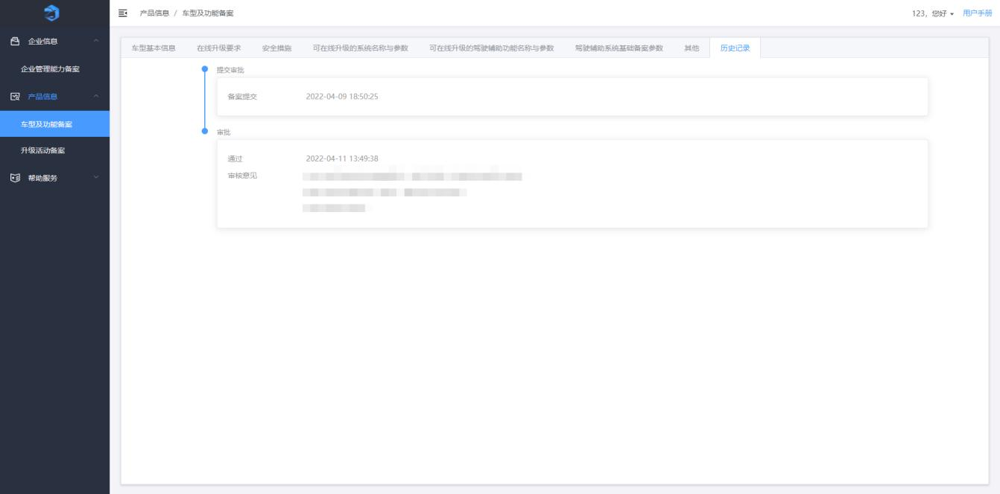 产品信息 / 车型及功能备案
123，您好
用户手册
企业信息
企业管理能力备案
产品信息
车型及功能备案
升级活动备案
帮助服务
车型基本信息
在线升级要求
安全措施
可在线升级的系统名称与参数
可在线升级的驾驶辅助功能名称与参数
驾驶辅助系统基础备案参数
其他
历史记录
提交审批
备案提交 2022-04-09 18:50:25
审批
通过 2022-04-11 13:49:38
审核意见